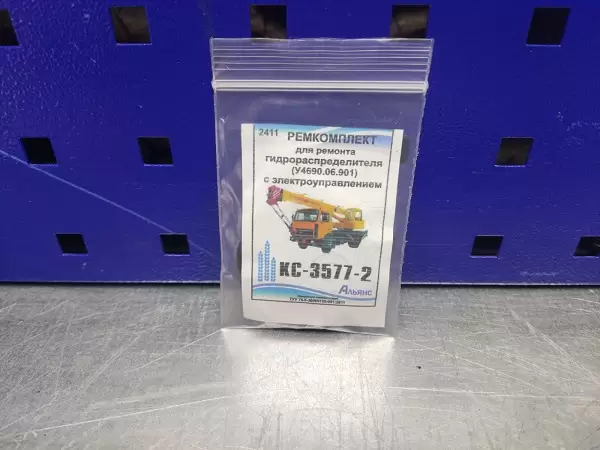 2411 РЕМКОМПЛЕКТ
для ремонта
гидрораспределителя
(У4690.06.901)
с электроуправлением
КС-3577-2
Альянс